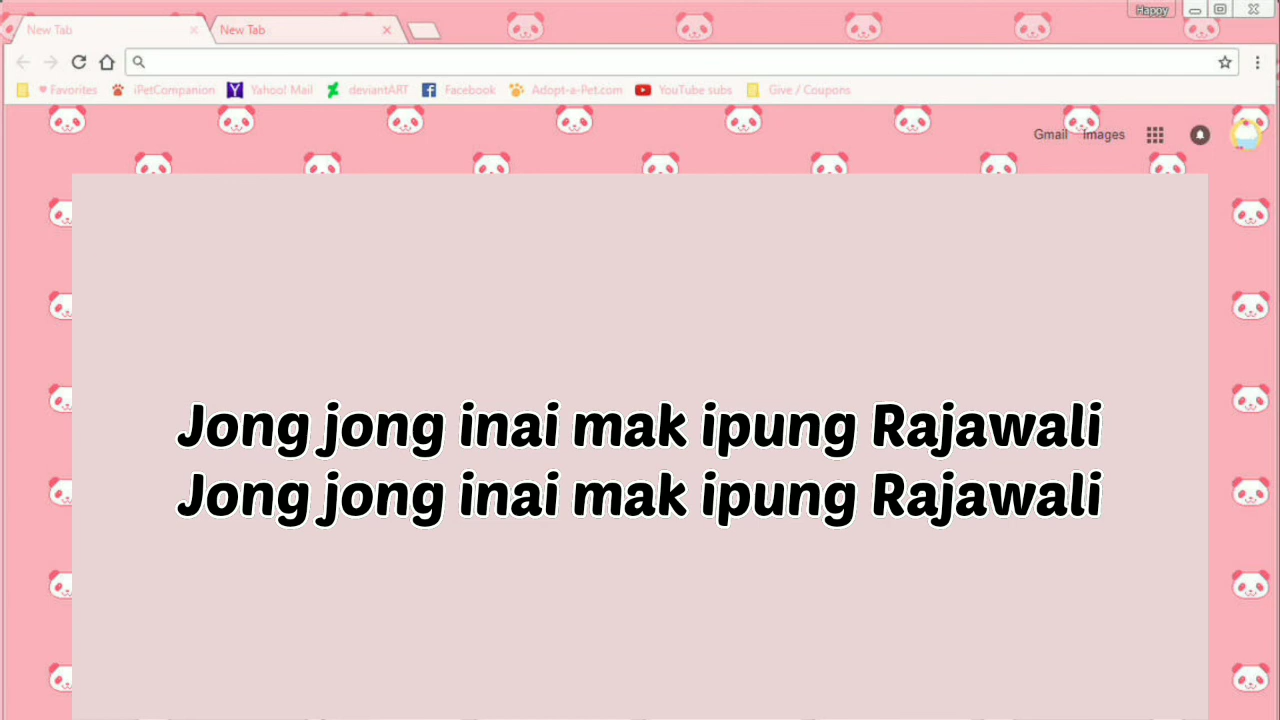 Happy
New Tab
New Tab
♥ Favorites iPetCompanion Yahoo! Mail deviantART Facebook Adopt-a-Pet.com YouTube subs Give / Coupons
Gmail Images
Jong jong inai mak ipung Rajawali
Jong jong inai mak ipung Rajawali